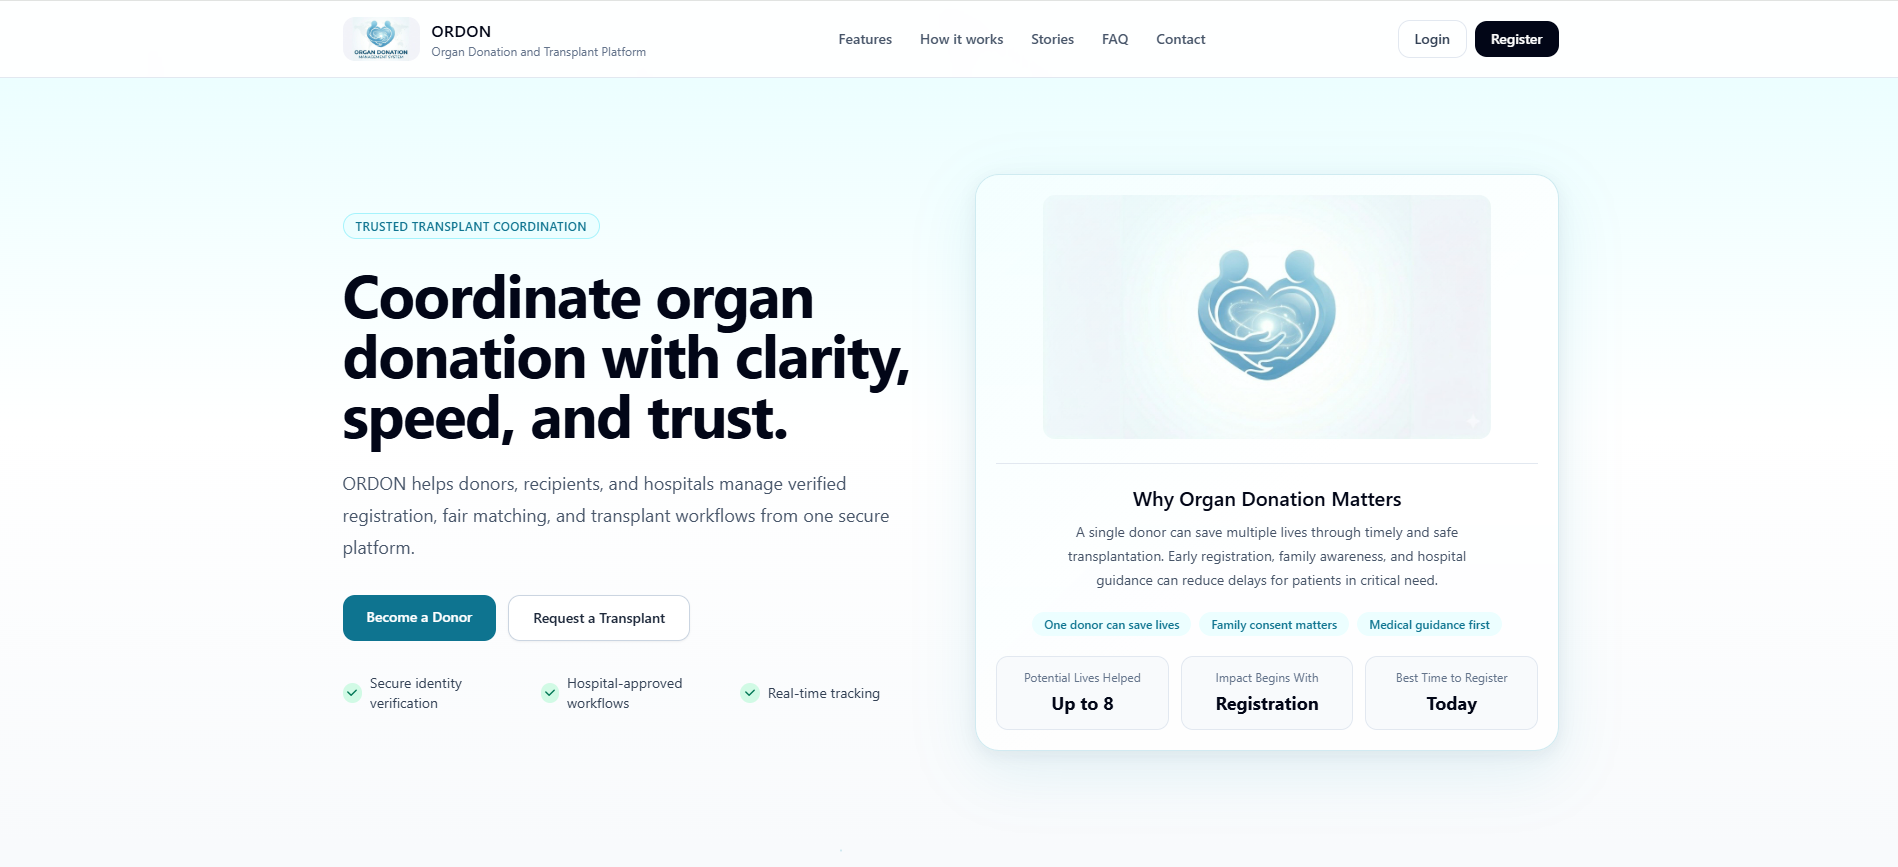 ORGAN DONATION
MANAGEMENT SYSTEM
ORDON
Organ Donation and Transplant Platform
Features
How it works
Stories
FAQ
Contact
Login
Register
TRUSTED TRANSPLANT COORDINATION
Coordinate organ
donation with clarity,
speed, and trust.
ORDON helps donors, recipients, and hospitals manage verified
registration, fair matching, and transplant workflows from one secure
platform.
Become a Donor
Request a Transplant
Secure identity
verification
Hospital-approved
workflows
Real-time tracking
Why Organ Donation Matters
A single donor can save multiple lives through timely and safe
transplantation. Early registration, family awareness, and hospital
guidance can reduce delays for patients in critical need.
One donor can save lives
Family consent matters
Medical guidance first
Potential Lives Helped
Up to 8
Impact Begins With
Registration
Best Time to Register
Today